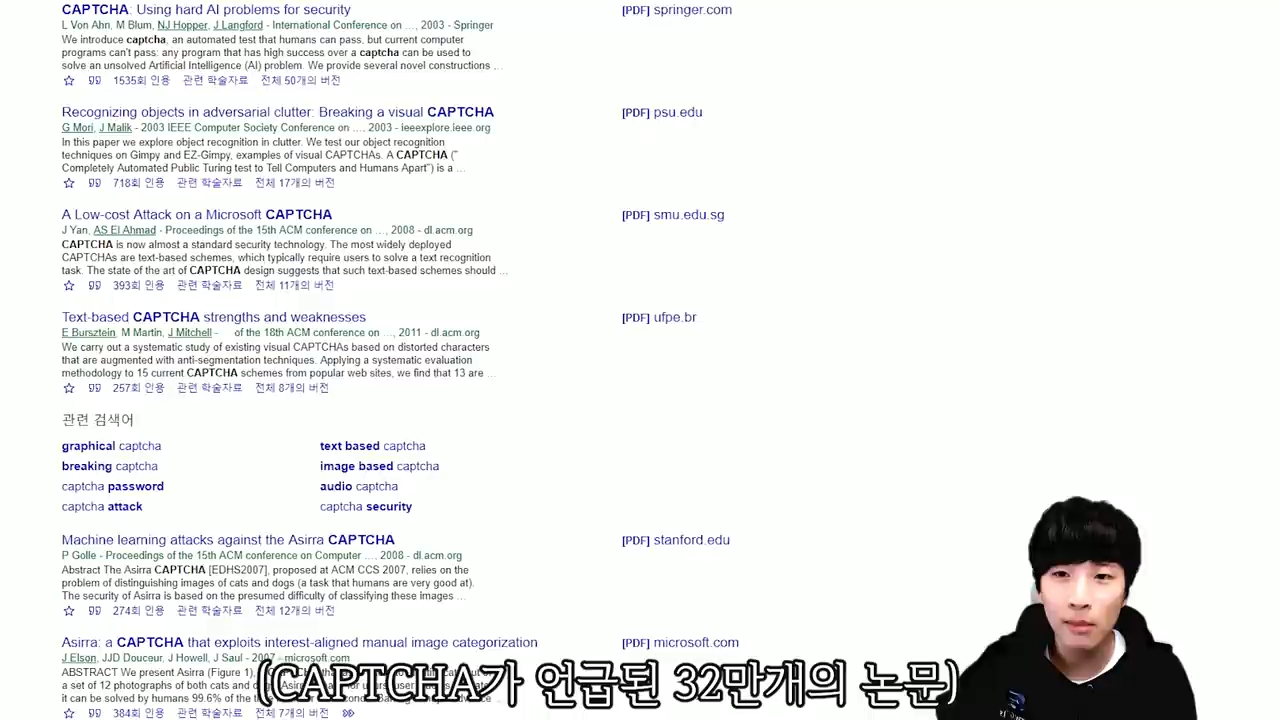 CAPTCHA: Using hard AI problems for security
[PDF] springer.com
L Von Ahn, M Blum, NJ Hopper, J Langford - International Conference on …, 2003 - Springer
We introduce captcha, an automated test that humans can pass, but current computer
programs can't pass: any program that has high success over a captcha can be used to
solve an unsolved Artificial Intelligence (AI) problem. We provide several novel constructions …
1535회 인용 관련 학술자료 전체 50개의 버전
Recognizing objects in adversarial clutter: Breaking a visual CAPTCHA
[PDF] psu.edu
G Mori, J Malik - 2003 IEEE Computer Society Conference on …, 2003 - ieeexplore.ieee.org
In this paper we explore object recognition in clutter. We test our object recognition
techniques on Gimpy and EZ-Gimpy, examples of visual CAPTCHAs. A CAPTCHA ("
Completely Automated Public Turing test to Tell Computers and Humans Apart") is a …
718회 인용 관련 학술자료 전체 17개의 버전
A Low-cost Attack on a Microsoft CAPTCHA
[PDF] smu.edu.sg
J Yan, AS El Ahmad - Proceedings of the 15th ACM conference on …, 2008 - dl.acm.org
CAPTCHA is now almost a standard security technology. The most widely deployed
CAPTCHAs are text-based schemes, which typically require users to solve a text recognition
task. The state of the art of CAPTCHA design suggests that such text-based schemes should …
393회 인용 관련 학술자료 전체 11개의 버전
Text-based CAPTCHA strengths and weaknesses
[PDF] ufpe.br
E Bursztein, M Martin, J Mitchell - of the 18th ACM conference on …, 2011 - dl.acm.org
We carry out a systematic study of existing visual CAPTCHAs based on distorted characters
that are augmented with anti-segmentation techniques. Applying a systematic evaluation
methodology to 15 current CAPTCHA schemes from popular web sites, we find that 13 are …
257회 인용 관련 학술자료 전체 8개의 버전
관련 검색어
graphical captcha
text based captcha
breaking captcha
image based captcha
captcha password
audio captcha
captcha attack
captcha security
Machine learning attacks against the Asirra CAPTCHA
[PDF] stanford.edu
P Golle - Proceedings of the 15th ACM conference on Computer …, 2008 - dl.acm.org
Abstract The Asirra CAPTCHA [EDHS2007], proposed at ACM CCS 2007, relies on the
problem of distinguishing images of cats and dogs (a task that humans are very good at).
The security of Asirra is based on the presumed difficulty of classifying these images …
274회 인용 관련 학술자료 전체 12개의 버전
Asirra: a CAPTCHA that exploits interest-aligned manual image categorization
[PDF] microsoft.com
J Elson, JJD Douceur, J Howell, J Saul - 2007 - microsoft.com
ABSTRACT We present Asirra (Figure 1),
a set of 12 photographs of both cats and
it can be solved by humans 99.6% of the
384회 인용 관련 학술자료 전체 7개의 버전
(CAPTCHA가 언급된 32만개의 논문)